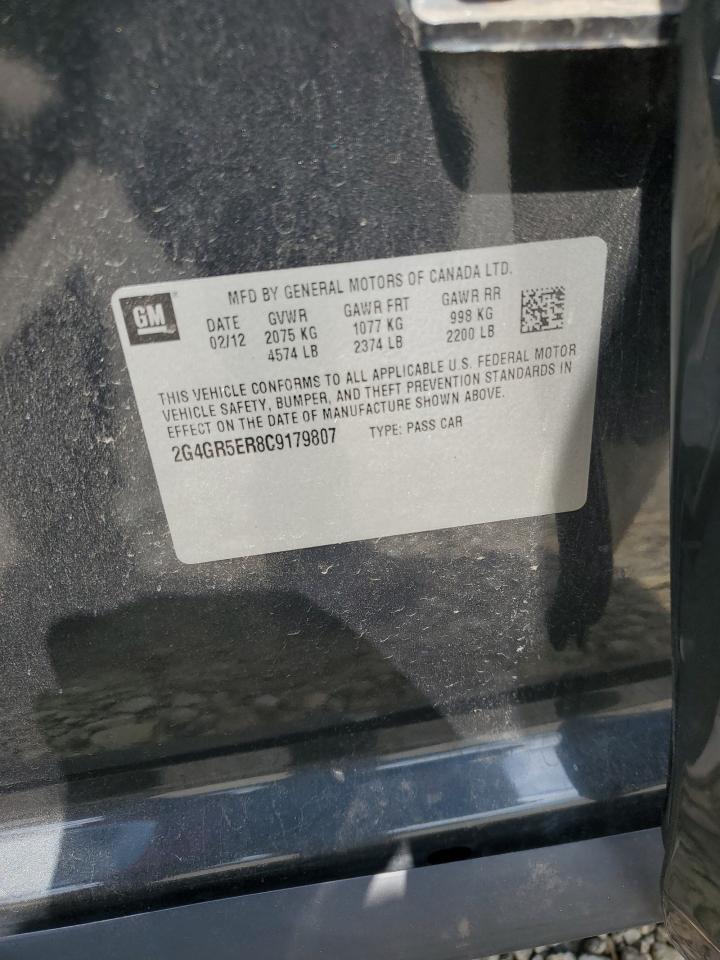 MFD BY GENERAL MOTORS OF CANADA LTD.
GM
DATE GVWR GAWR FRT GAWR RR
02/12 2075 KG 1077 KG 998 KG
4574 LB 2374 LB 2200 LB
THIS VEHICLE CONFORMS TO ALL APPLICABLE U.S. FEDERAL MOTOR
VEHICLE SAFETY, BUMPER, AND THEFT PREVENTION STANDARDS IN
EFFECT ON THE DATE OF MANUFACTURE SHOWN ABOVE.
2G4GR5ER8C9179807 TYPE: PASS CAR